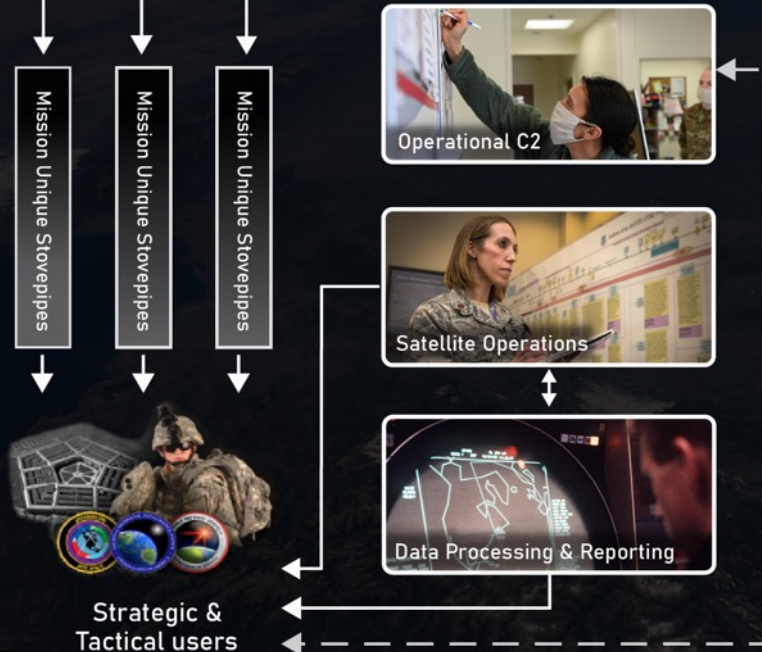 Mission Unique Stovepipes
Mission Unique Stovepipes
Mission Unique Stovepipes
Operational C2
Satellite Operations
Data Processing & Reporting
Strategic &
Tactical users